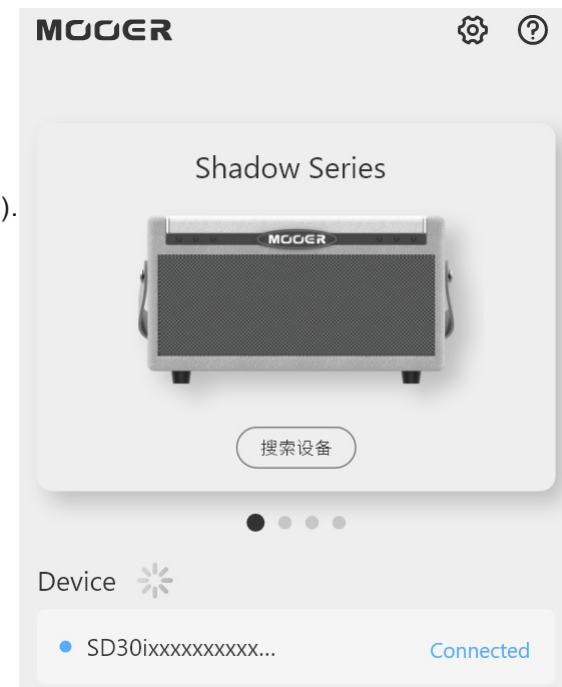 MOOER
Shadow Series
).
MOOER
搜索设备
Device
SD30ixxxxxxxxxx...
Connected